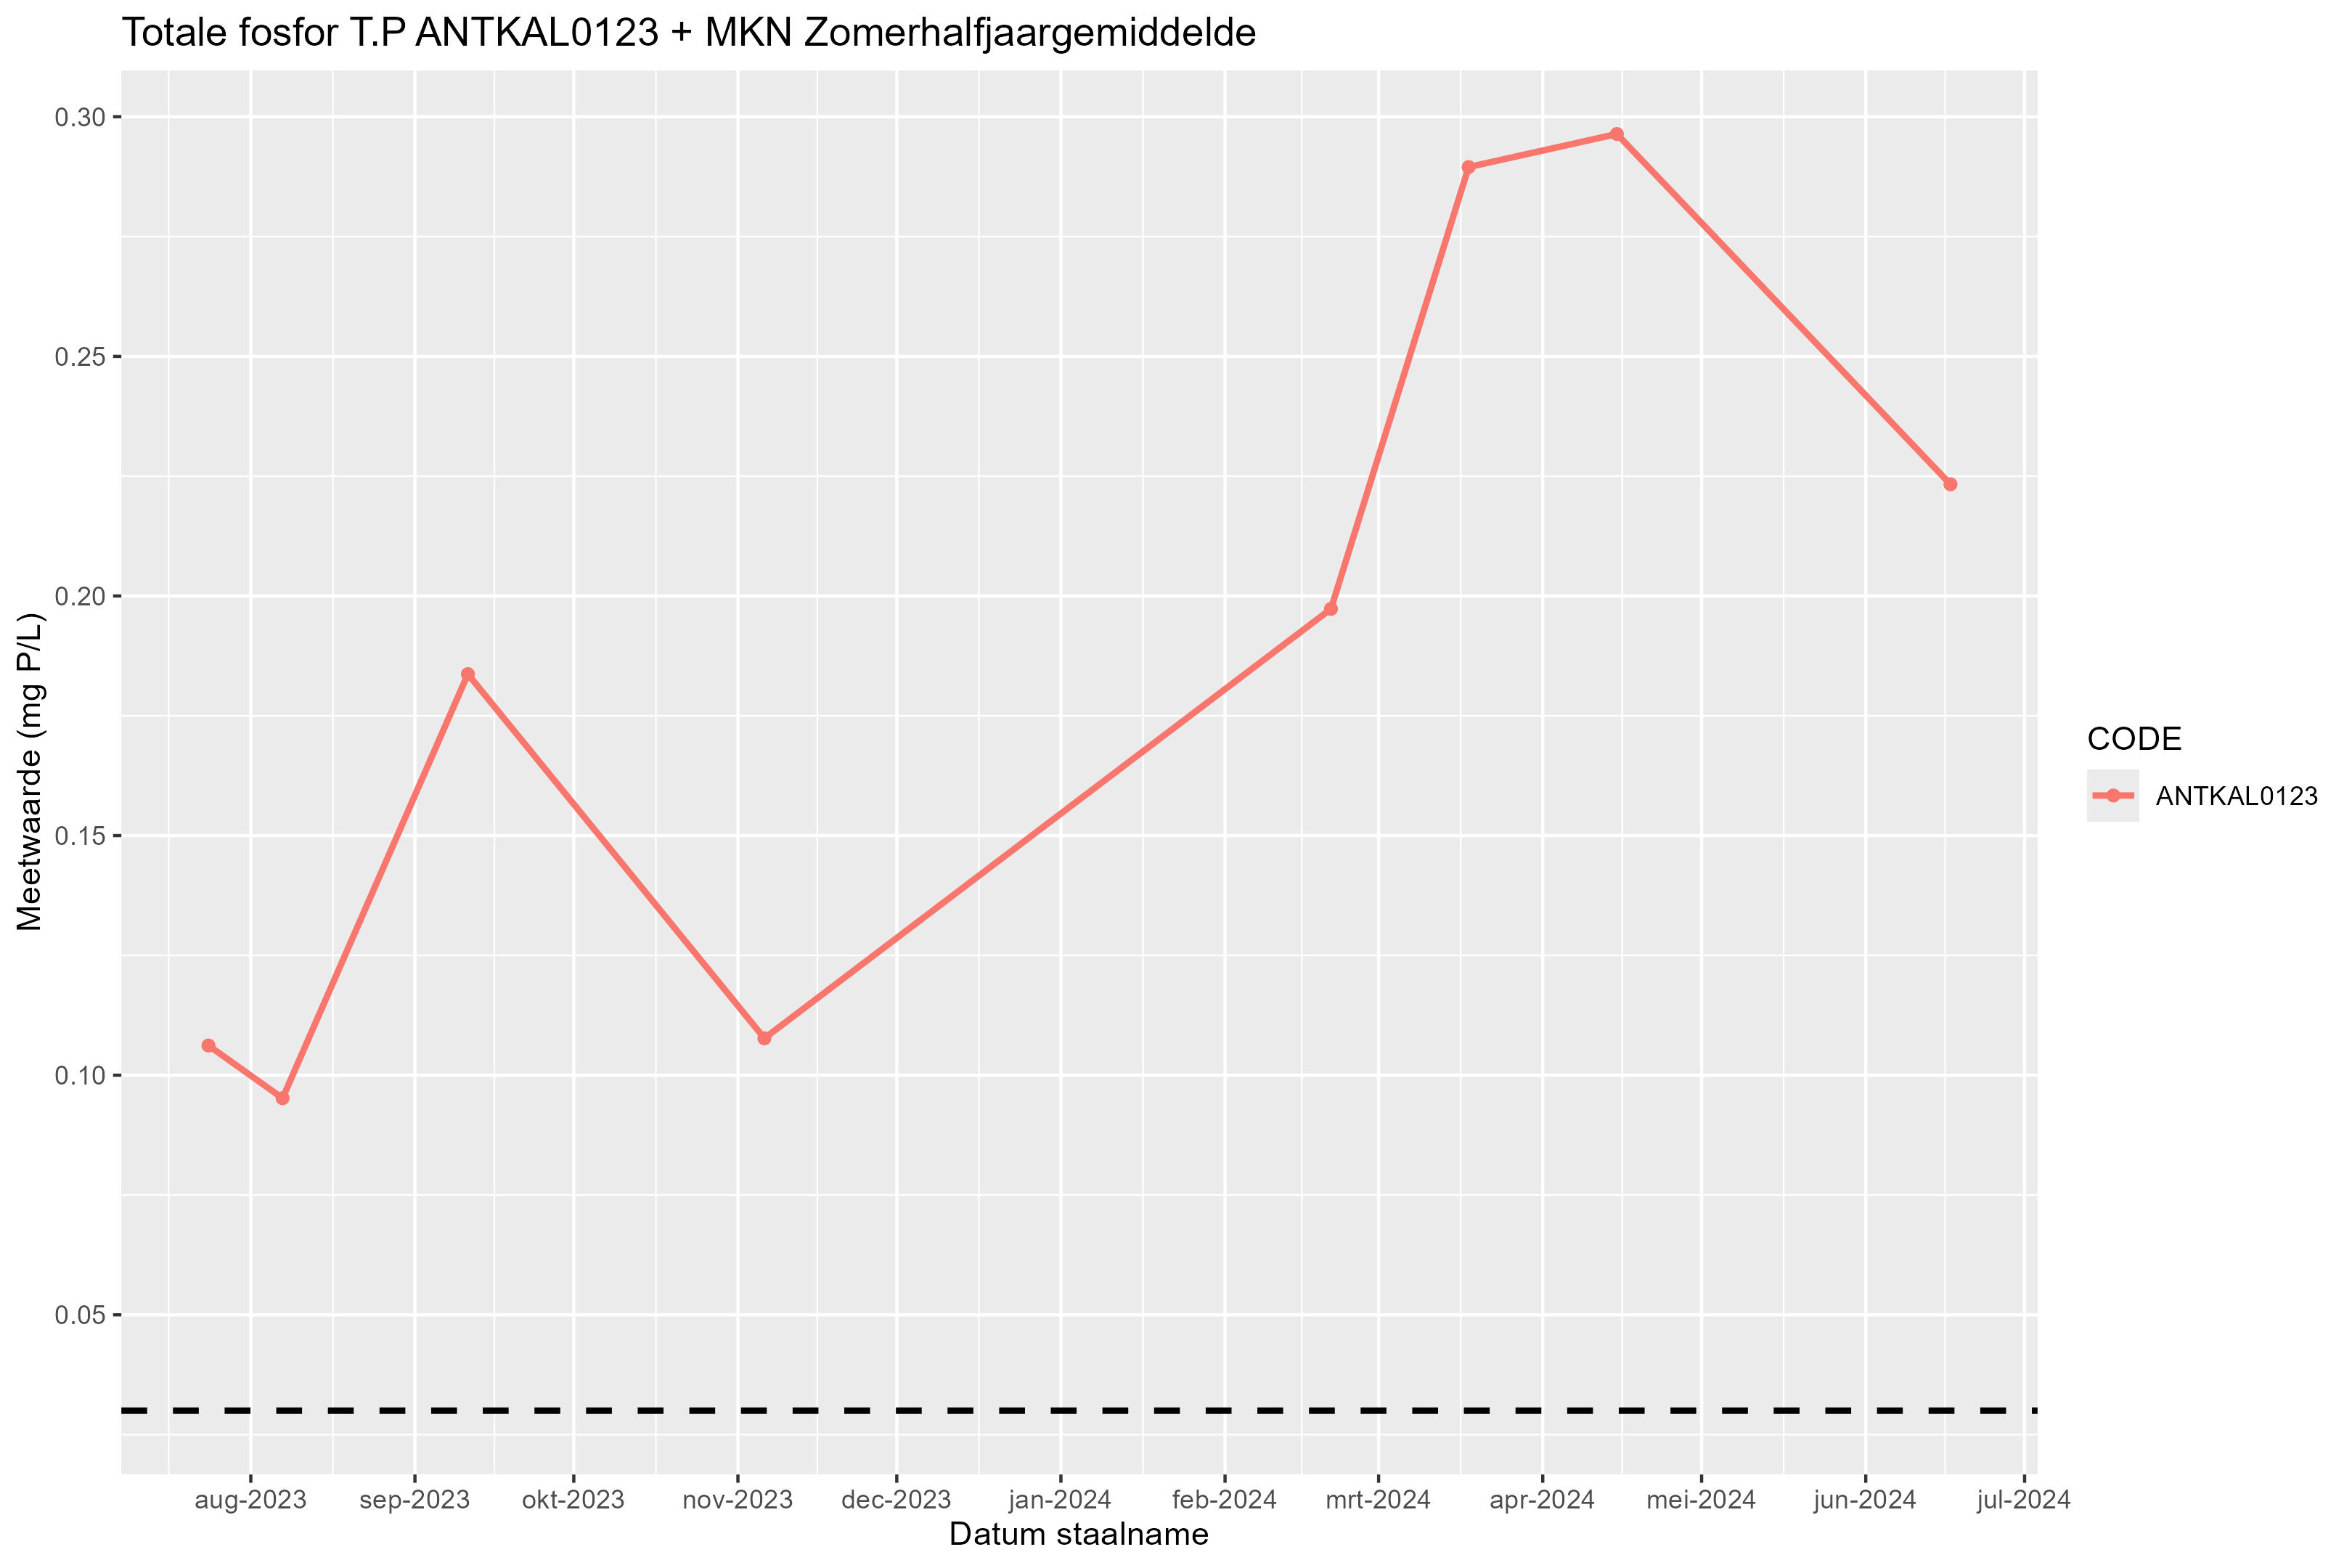 Totale fosfor T.P ANTKAL0123 + MKN Zomerhalfjaargemiddelde
Meetwaarde (mg P/L)
0.30
0.25
0.20
0.15
0.10
0.05
aug-2023 sep-2023 okt-2023 nov-2023 dec-2023 jan-2024 feb-2024 mrt-2024 apr-2024 mei-2024 jun-2024 jul-2024
Datum staalname
CODE
ANTKAL0123